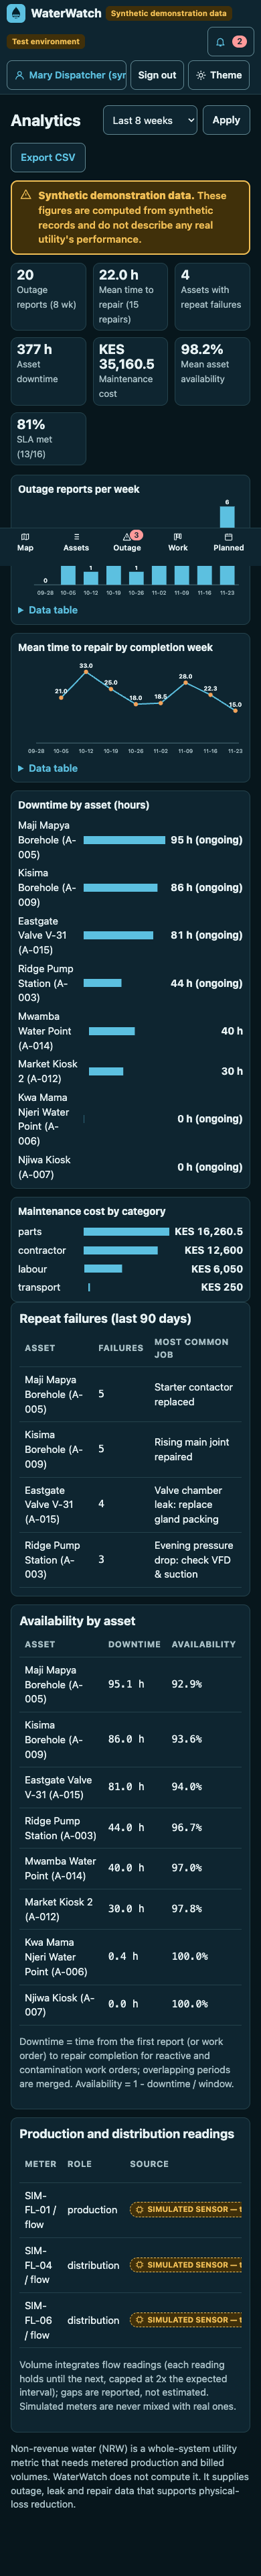 WaterWatch
Synthetic demonstration data
Test environment
2
Mary Dispatcher (syn
Sign out
Theme
Analytics
Last 8 weeks
Apply
Export CSV
Synthetic demonstration data. These
figures are computed from synthetic
records and do not describe any real
utility's performance.
20
Outage
reports (8 wk)
22.0 h
Mean time to
repair (15
repairs)
4
Assets with
repeat failures
377 h
Asset
downtime
KES
35,160.5
Maintenance
cost
98.2%
Mean asset
availability
81%
SLA met
(13/16)
Outage reports per week
6
Map
Assets
3
Outage
Work
Planned
0
1
1
09-28 10-05 10-12 10-19 10-26 11-02 11-09 11-16 11-23
Data table
Mean time to repair by completion week
21.0
33.0
25.0
18.0
18.5
28.0
22.3
15.0
09-28 10-05 10-12 10-19 10-26 11-02 11-09 11-16 11-23
Data table
Downtime by asset (hours)
Maji Mapya
Borehole (A-
005)
95 h (ongoing)
Kisima
Borehole (A-
009)
86 h (ongoing)
Eastgate
Valve V-31
(A-015)
81 h (ongoing)
Ridge Pump
Station (A-
003)
44 h (ongoing)
Mwamba
Water Point
(A-014)
40 h
Market Kiosk
2 (A-012)
30 h
Kwa Mama
Njeri Water
Point (A-
006)
0 h (ongoing)
Njiwa Kiosk
(A-007)
0 h (ongoing)
Maintenance cost by category
parts KES 16,260.5
contractor KES 12,600
labour KES 6,050
transport KES 250
Repeat failures (last 90 days)
ASSET FAILURES MOST COMMON
JOB
Maji Mapya
Borehole (A-
005)
5
Starter contactor
replaced
Kisima
Borehole (A-
009)
5
Rising main joint
repaired
Eastgate
Valve V-31
(A-015)
4
Valve chamber
leak: replace
gland packing
Ridge Pump
Station (A-
003)
3
Evening pressure
drop: check VFD
& suction
Availability by asset
ASSET DOWNTIME AVAILABILITY
Maji Mapya
Borehole (A-
005)
95.1 h 92.9%
Kisima
Borehole (A-
009)
86.0 h 93.6%
Eastgate Valve
V-31 (A-015)
81.0 h 94.0%
Ridge Pump
Station (A-003)
44.0 h 96.7%
Mwamba Water
Point (A-014)
40.0 h 97.0%
Market Kiosk 2
(A-012)
30.0 h 97.8%
Kwa Mama
Njeri Water
Point (A-006)
0.4 h 100.0%
Njiwa Kiosk (A-
007)
0.0 h 100.0%
Downtime = time from the first report (or work
order) to repair completion for reactive and
contamination work orders; overlapping periods
are merged. Availability = 1 - downtime / window.
Production and distribution readings
METER ROLE SOURCE
SIM-
FL-01 /
flow
production
SIMULATED SENSOR —
SIM-
FL-04
/ flow
distribution
SIMULATED SENSOR —
SIM-
FL-06
/ flow
distribution
SIMULATED SENSOR —
Volume integrates flow readings (each reading
holds until the next, capped at 2x the expected
interval); gaps are reported, not estimated.
Simulated meters are never mixed with real ones.
Non-revenue water (NRW) is a whole-system utility
metric that needs metered production and billed
volumes. WaterWatch does not compute it. It supplies
outage, leak and repair data that supports physical-
loss reduction.